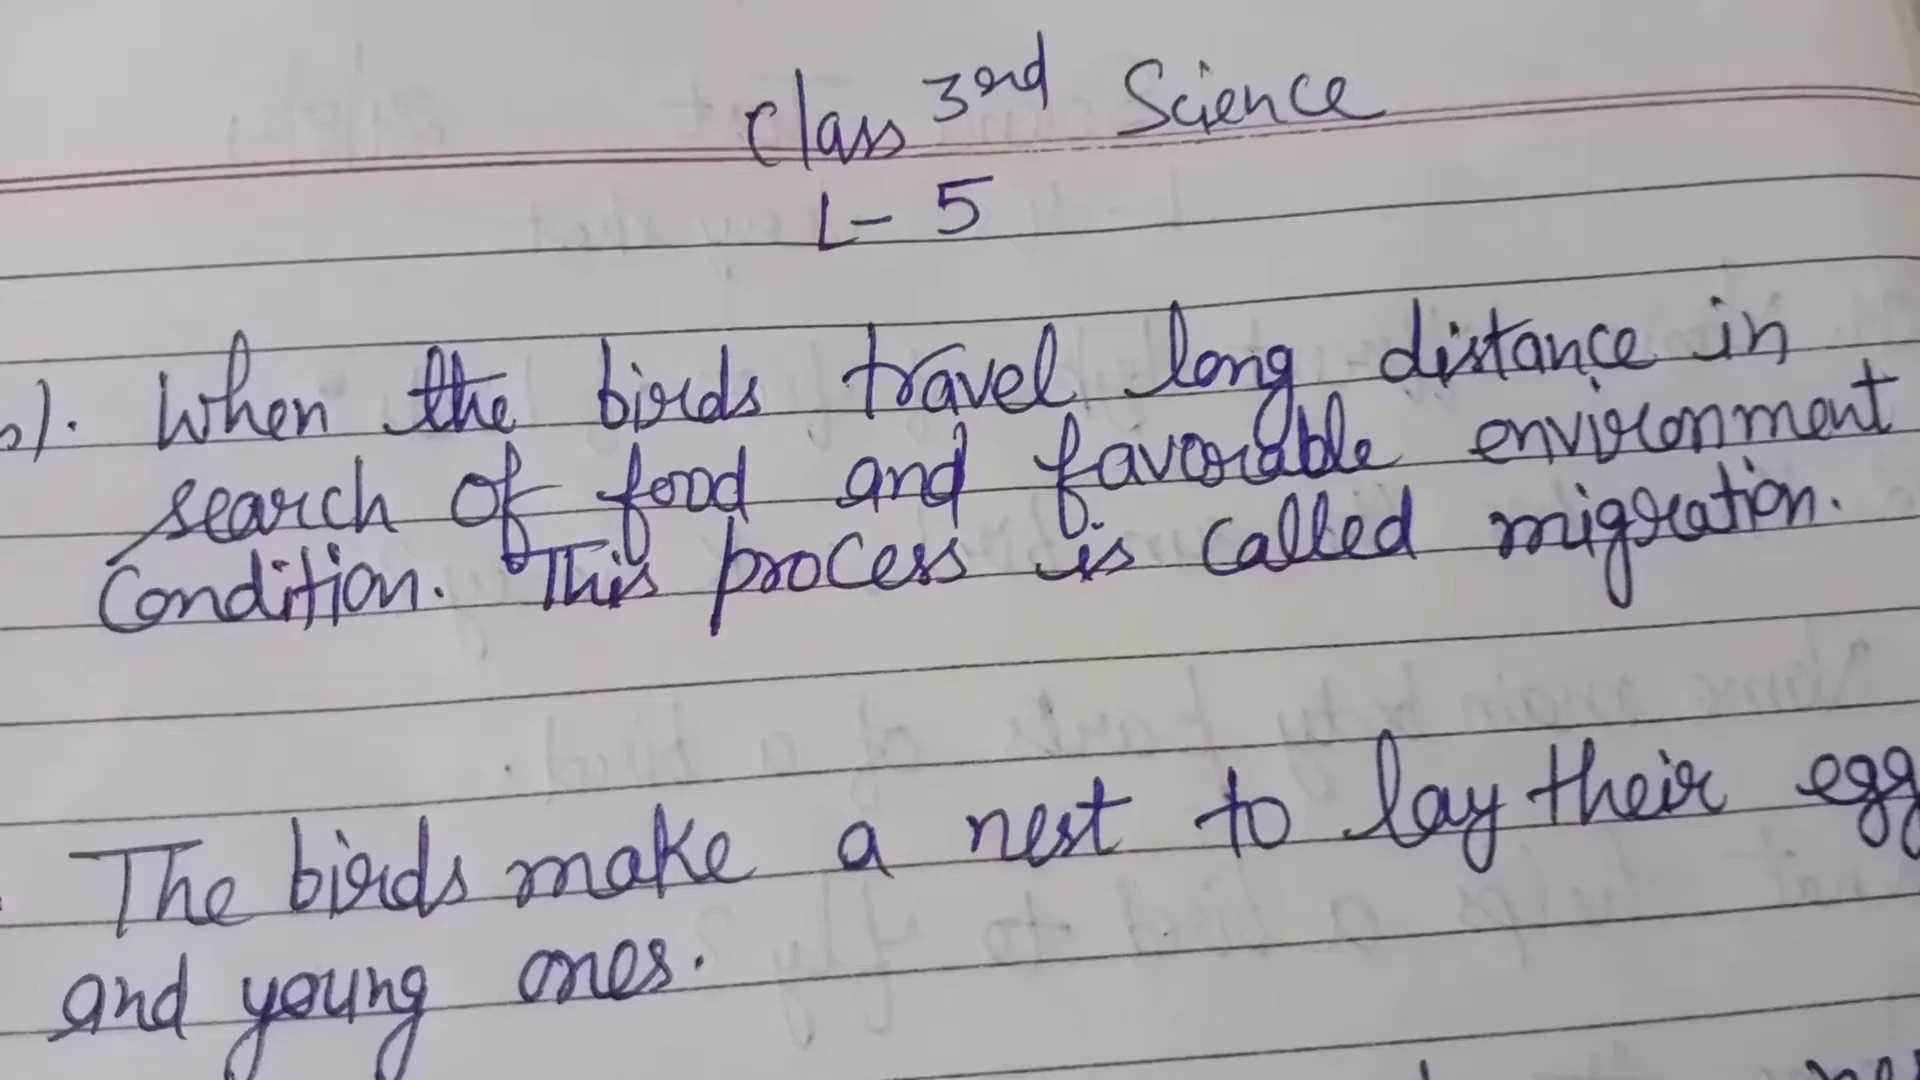 Class 3rd Science
L- 5
b). When the birds travel long distance in
search of food and favorable environment
Condition. This process is called migration.
The birds make a nest to lay their egg
and young ones.